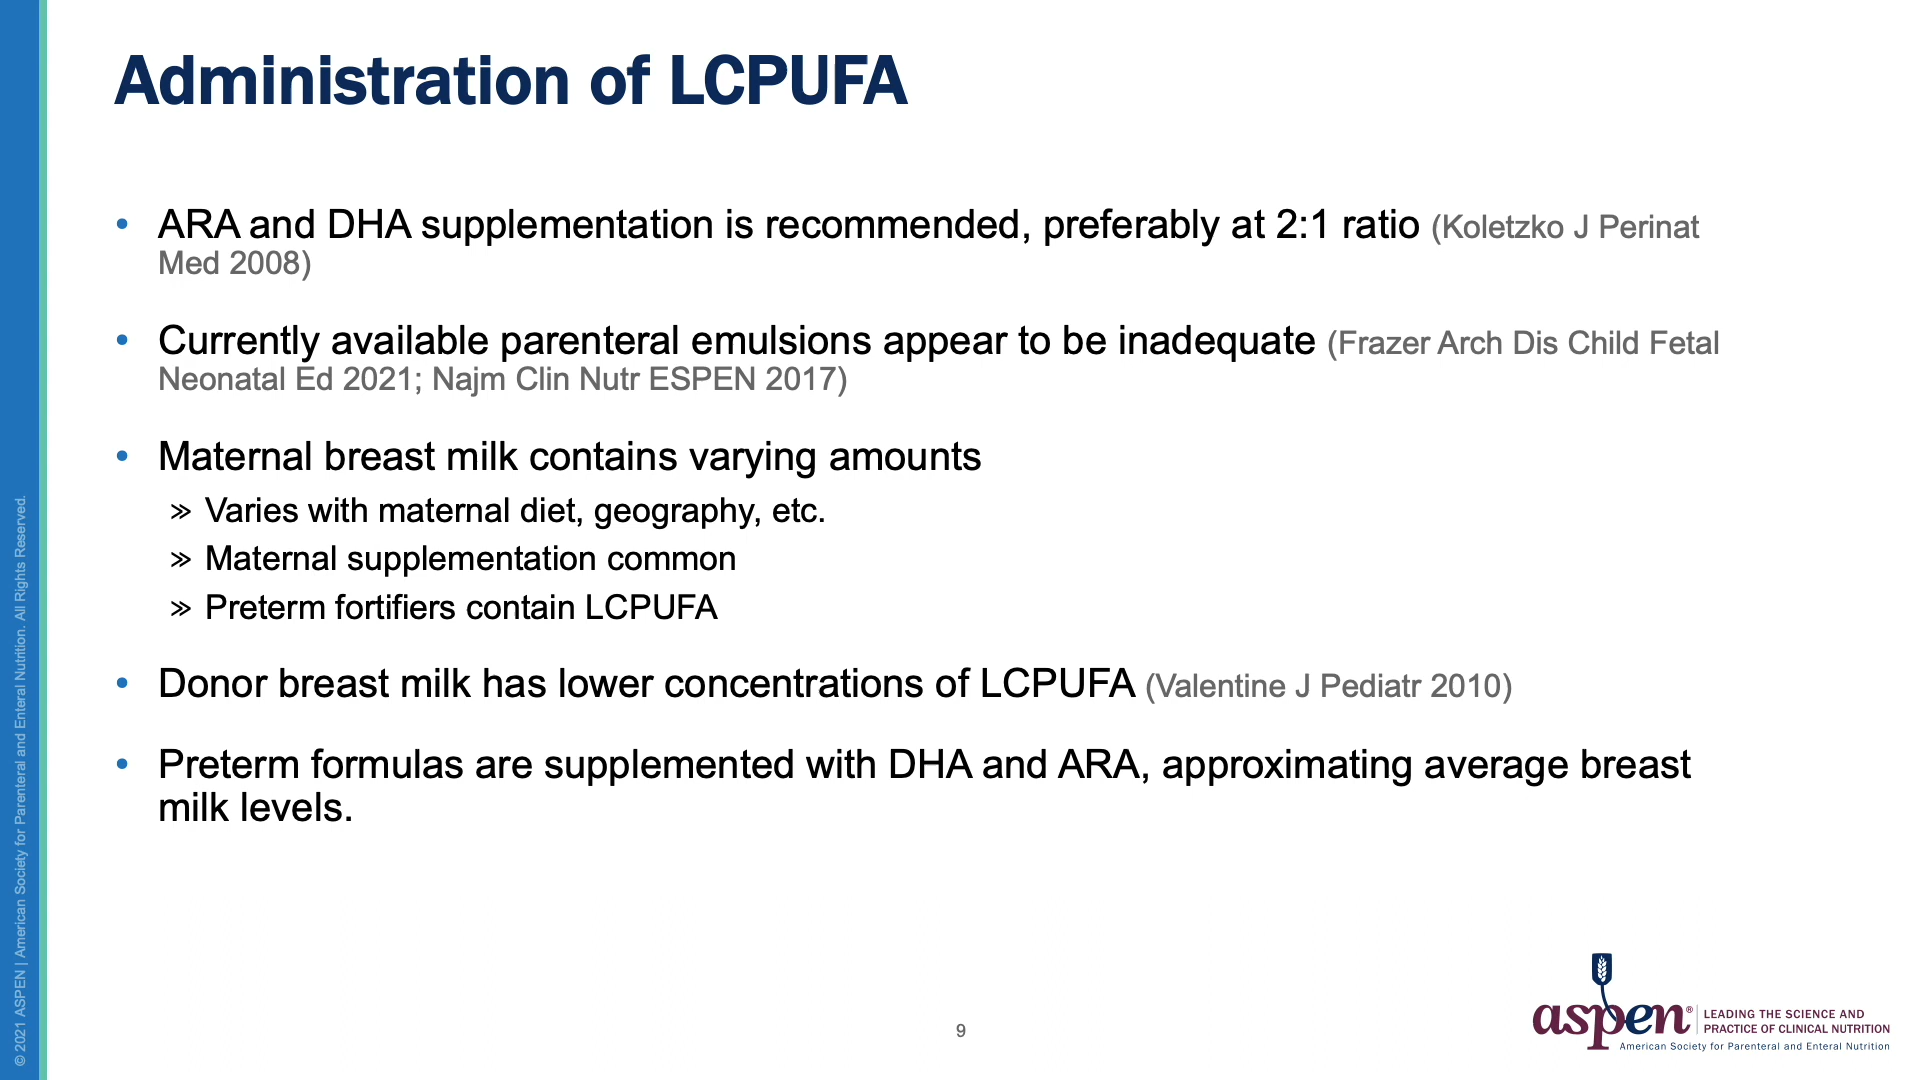 Administration of LCPUFA
• ARA and DHA supplementation is recommended, preferably at 2:1 ratio (Koletzko J Perinat
Med 2008)
• Currently available parenteral emulsions appear to be inadequate (Frazer Arch Dis Child Fetal
Neonatal Ed 2021; Najm Clin Nutr ESPEN 2017)
• Maternal breast milk contains varying amounts
» Varies with maternal diet, geography, etc.
» Maternal supplementation common
» Preterm fortifiers contain LCPUFA
• Donor breast milk has lower concentrations of LCPUFA (Valentine J Pediatr 2010)
• Preterm formulas are supplemented with DHA and ARA, approximating average breast
milk levels.
© 2021 ASPEN | American Society for Parenteral and Enteral Nutrition. All Rights Reserved.
9
aspen®
LEADING THE SCIENCE AND
PRACTICE OF CLINICAL NUTRITION
American Society for Parenteral and Enteral Nutrition